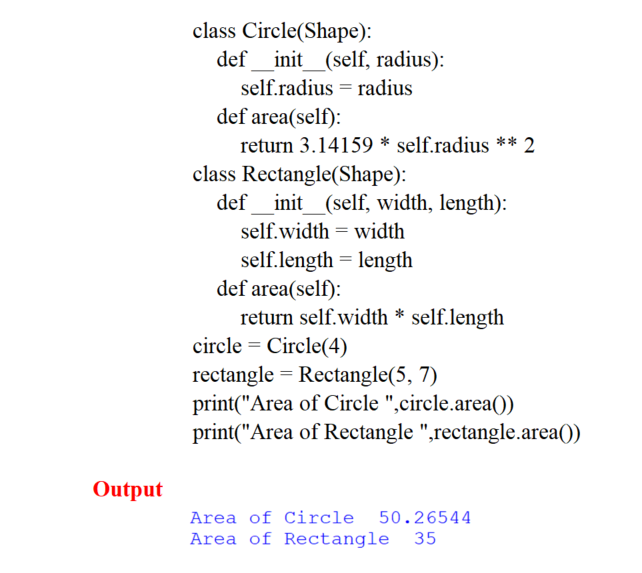 class Circle(Shape):
def __init__(self, radius):
self.radius = radius
def area(self):
return 3.14159 * self.radius ** 2
class Rectangle(Shape):
def __init__(self, width, length):
self.width = width
self.length = length
def area(self):
return self.width * self.length
circle = Circle(4)
rectangle = Rectangle(5, 7)
print("Area of Circle ",circle.area())
print("Area of Rectangle ",rectangle.area())
Output
Area of Circle  50.26544
Area of Rectangle  35